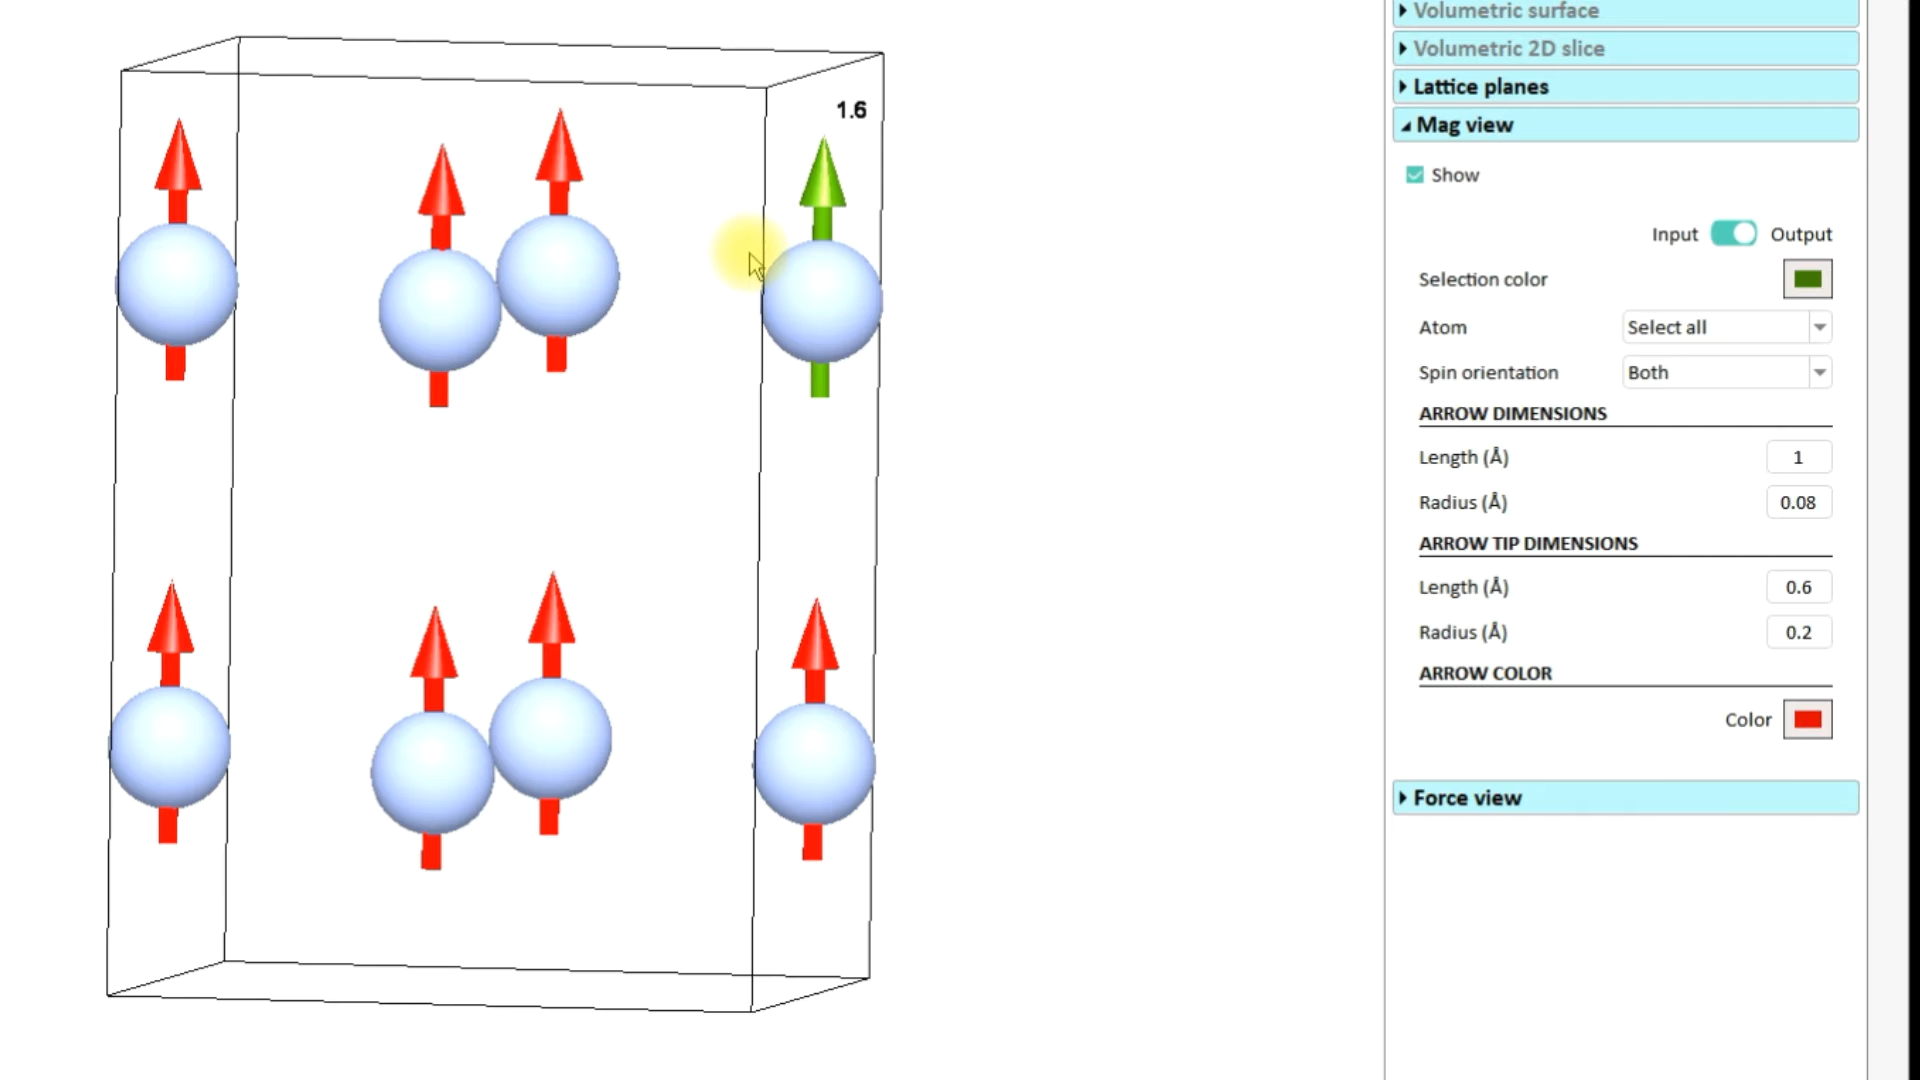 1.6
Volumetric surface
Volumetric 2D slice
Lattice planes
Mag view
Show
Input Output
Selection color
Atom Select all
Spin orientation Both
ARROW DIMENSIONS
Length (Å) 1
Radius (Å) 0.08
ARROW TIP DIMENSIONS
Length (Å) 0.6
Radius (Å) 0.2
ARROW COLOR
Color
Force view